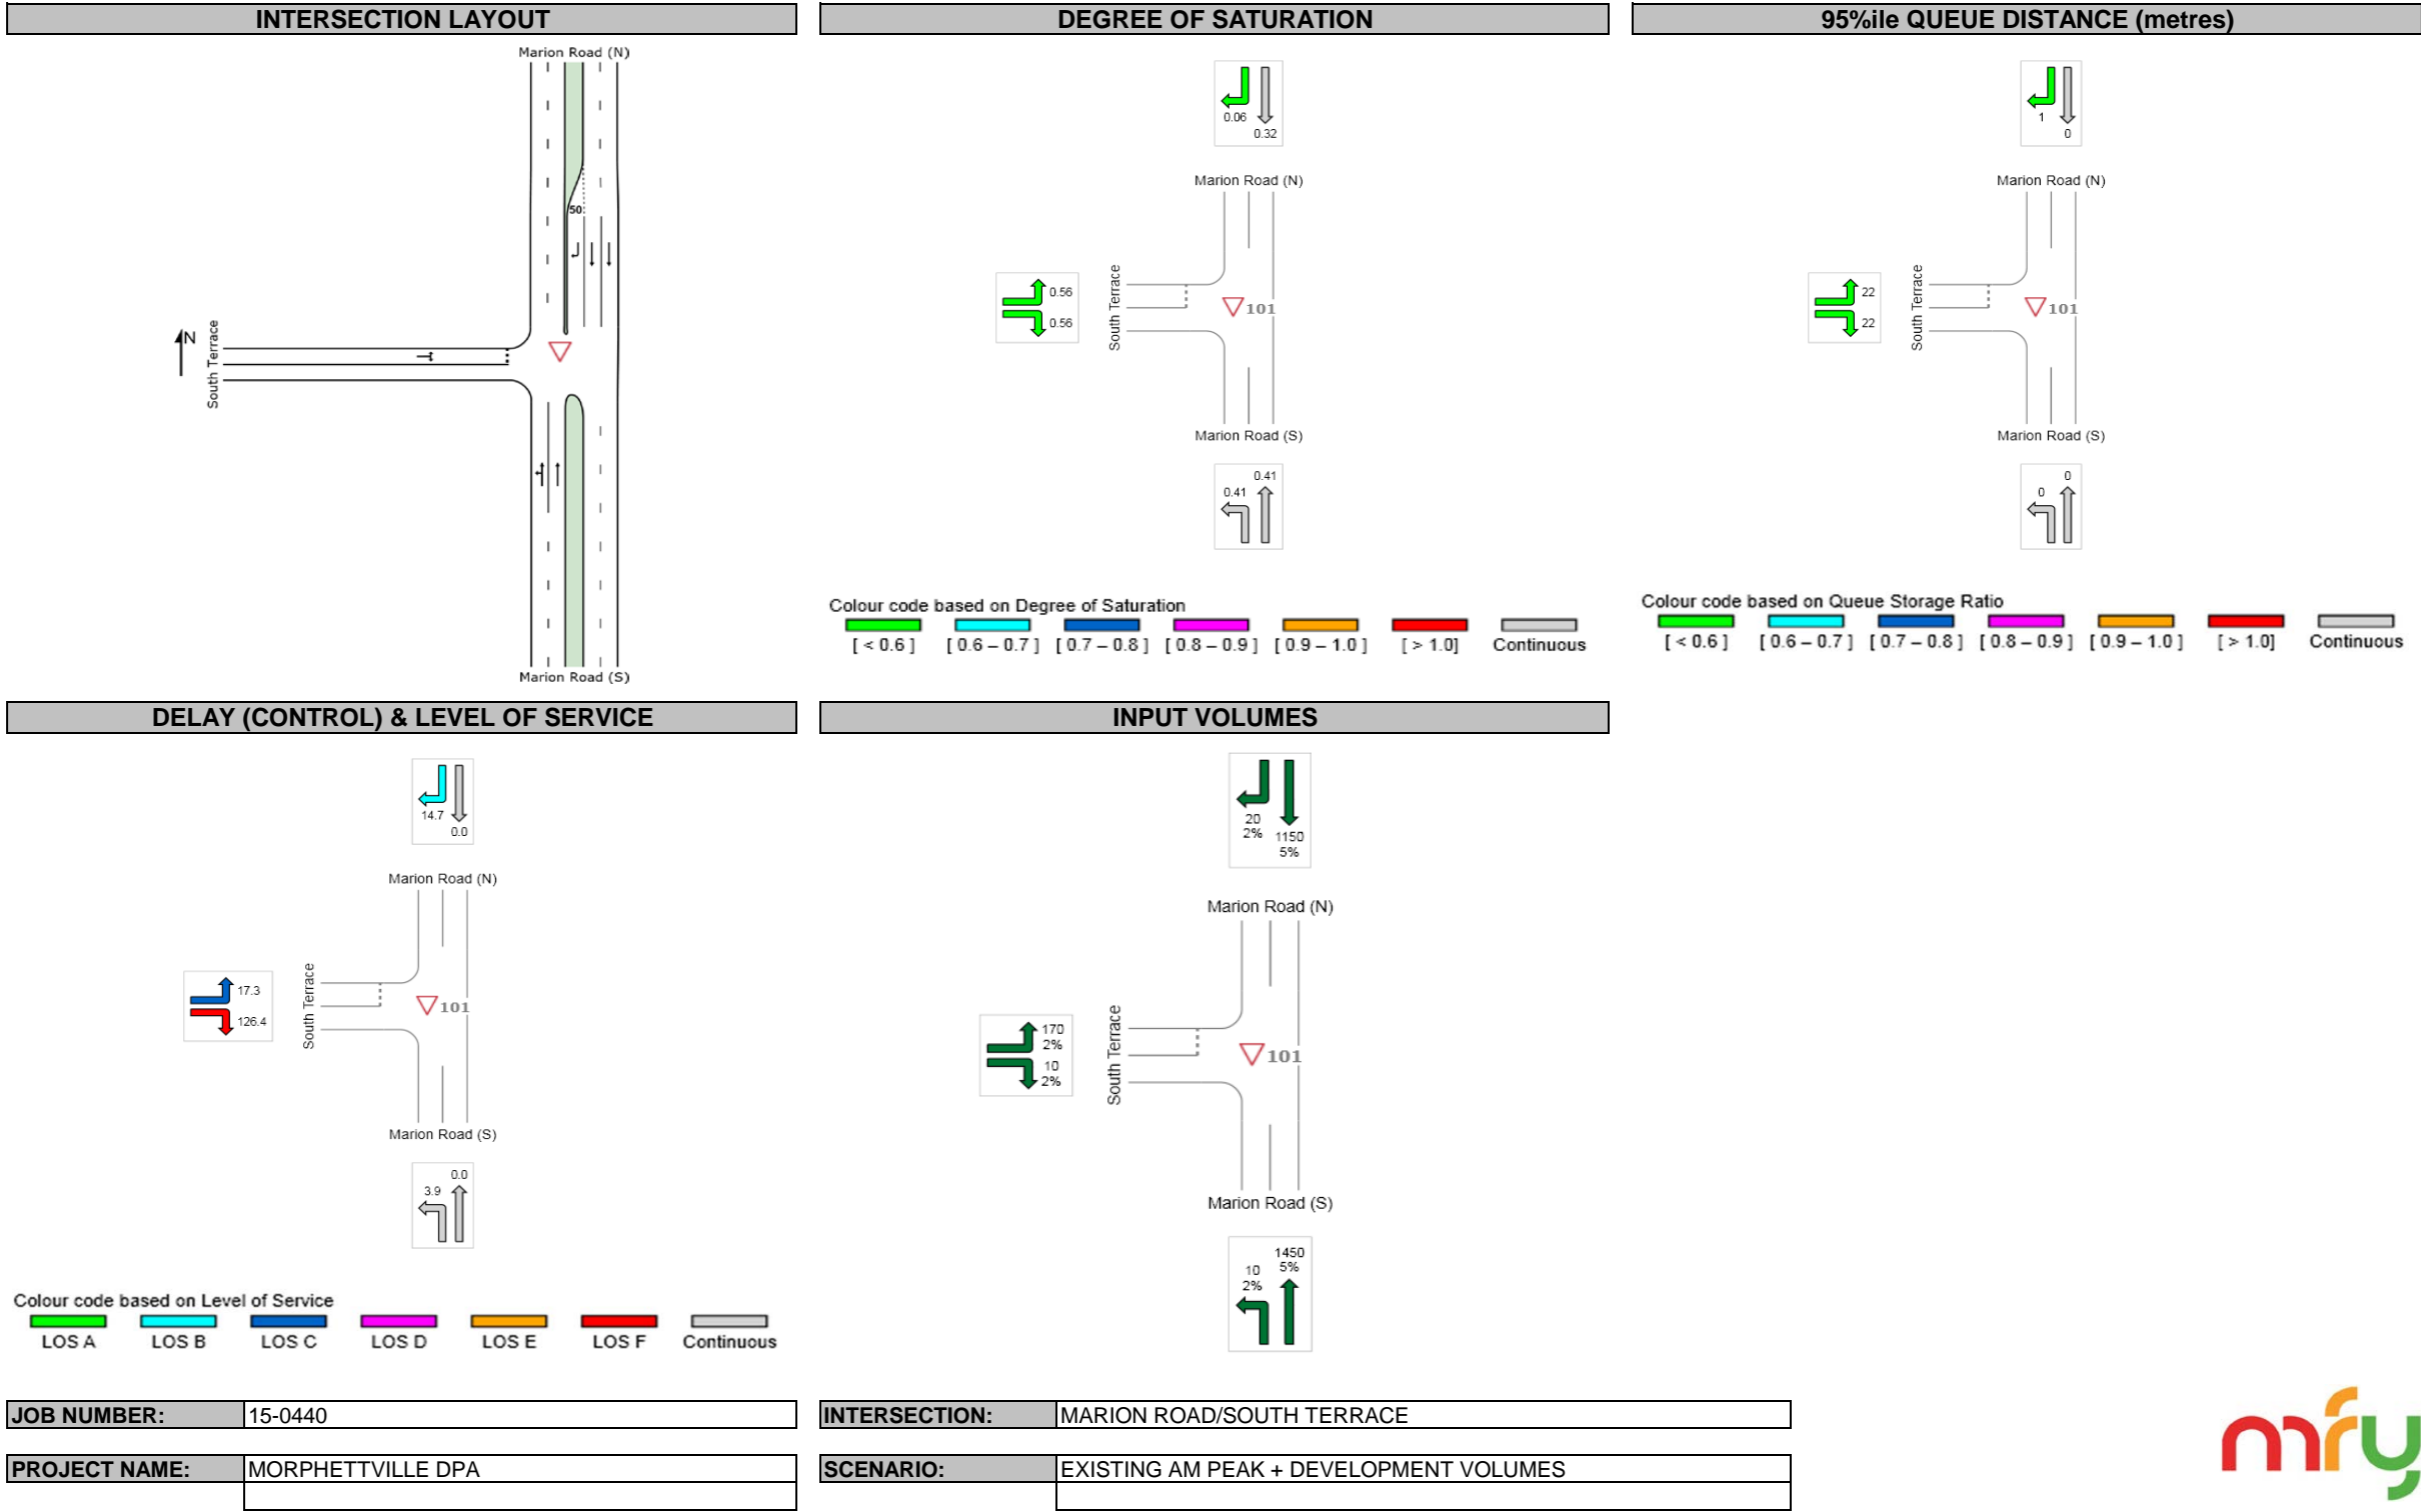 INTERSECTION LAYOUT
Marion Road (N)
50
N
South Terrace
Marion Road (S)
DEGREE OF SATURATION
0.06
0.32
Marion Road (N)
0.56
0.56
South Terrace
101
Marion Road (S)
0.41
0.41
Colour code based on Degree of Saturation
[ < 0.6 ] [ 0.6 – 0.7 ] [ 0.7 – 0.8 ] [ 0.8 – 0.9 ] [ 0.9 – 1.0 ] [ > 1.0] Continuous
95%ile QUEUE DISTANCE (metres)
1
0
Marion Road (N)
22
22
South Terrace
101
Marion Road (S)
0
0
Colour code based on Queue Storage Ratio
[ < 0.6 ] [ 0.6 – 0.7 ] [ 0.7 – 0.8 ] [ 0.8 – 0.9 ] [ 0.9 – 1.0 ] [ > 1.0] Continuous
DELAY (CONTROL) & LEVEL OF SERVICE
14.7
0.0
Marion Road (N)
17.3
126.4
South Terrace
101
Marion Road (S)
0.0
3.9
Colour code based on Level of Service
LOS A LOS B LOS C LOS D LOS E LOS F Continuous
INPUT VOLUMES
20
2%
1150
5%
Marion Road (N)
170
2%
10
2%
South Terrace
101
Marion Road (S)
1450
5%
10
2%
JOB NUMBER: 15-0440
INTERSECTION: MARION ROAD/SOUTH TERRACE
PROJECT NAME: MORPHETTVILLE DPA
SCENARIO: EXISTING AM PEAK + DEVELOPMENT VOLUMES
mfy